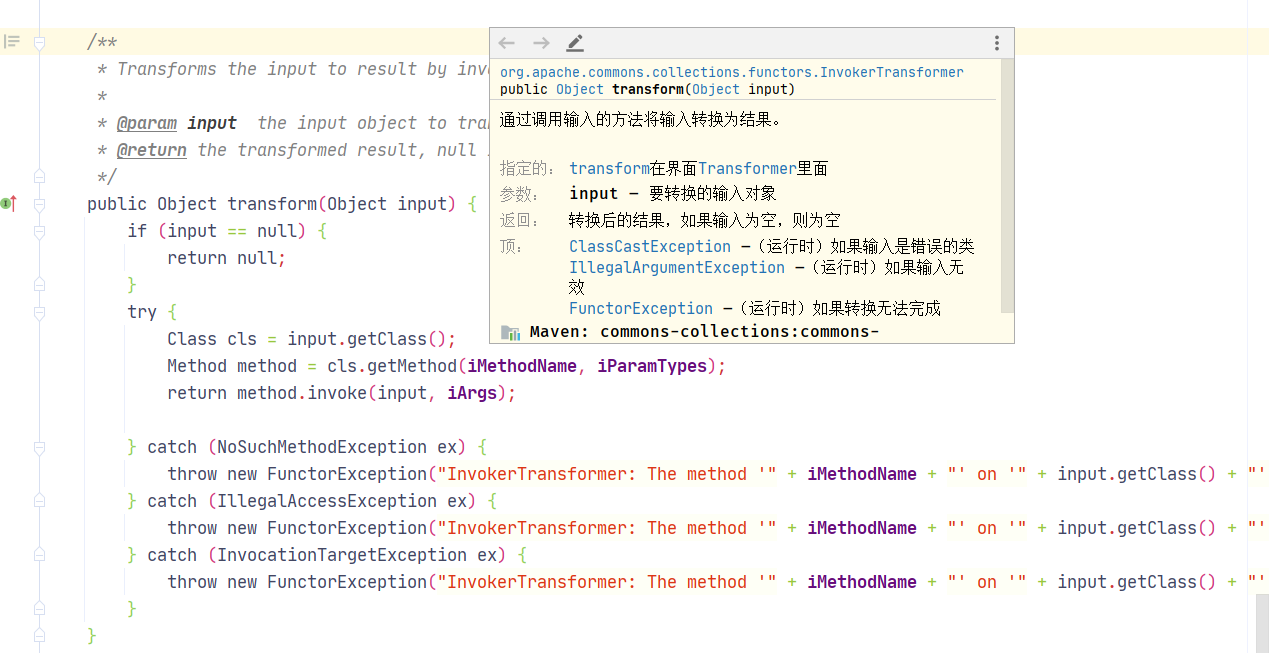 /**
* Transforms the input to result by inv
*
* @param input  the input object to tra
* @return the transformed result, null
*/
public Object transform(Object input) {
if (input == null) {
return null;
}
try {
Class cls = input.getClass();
Method method = cls.getMethod(iMethodName, iParamTypes);
return method.invoke(input, iArgs);
} catch (NoSuchMethodException ex) {
throw new FunctorException("InvokerTransformer: The method '" + iMethodName + "' on '" + input.getClass() + "'
} catch (IllegalAccessException ex) {
throw new FunctorException("InvokerTransformer: The method '" + iMethodName + "' on '" + input.getClass() + "'
} catch (InvocationTargetException ex) {
throw new FunctorException("InvokerTransformer: The method '" + iMethodName + "' on '" + input.getClass() + "'
}
}
org.apache.commons.collections.functors.InvokerTransformer
public Object transform(Object input)
通过调用输入的方法将输入转换为结果。
指定的: transform在界面Transformer里面
参数: input – 要转换的输入对象
返回: 转换后的结果，如果输入为空，则为空
顶: ClassCastException –（运行时）如果输入是错误的类
IllegalArgumentException –（运行时）如果输入无
效
FunctorException –（运行时）如果转换无法完成
Maven: commons-collections:commons-